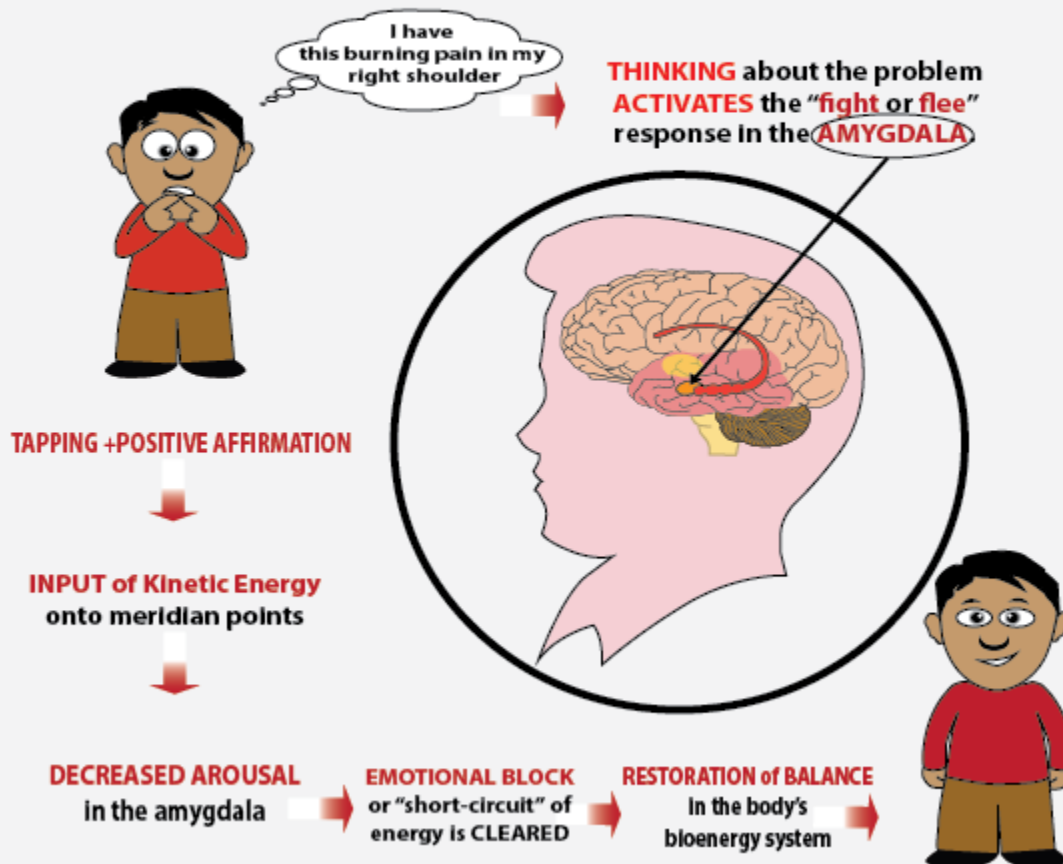 I have
this burning pain in my
right shoulder
THINKING about the problem
ACTIVATES the “fight or flee”
response in the AMYGDALA.
TAPPING +POSITIVE AFFIRMATION
INPUT of Kinetic Energy
onto meridian points
DECREASED AROUSAL
in the amygdala
EMOTIONAL BLOCK
or “short-circuit” of
energy is CLEARED
RESTORATION of BALANCE
in the body’s
bioenergy system